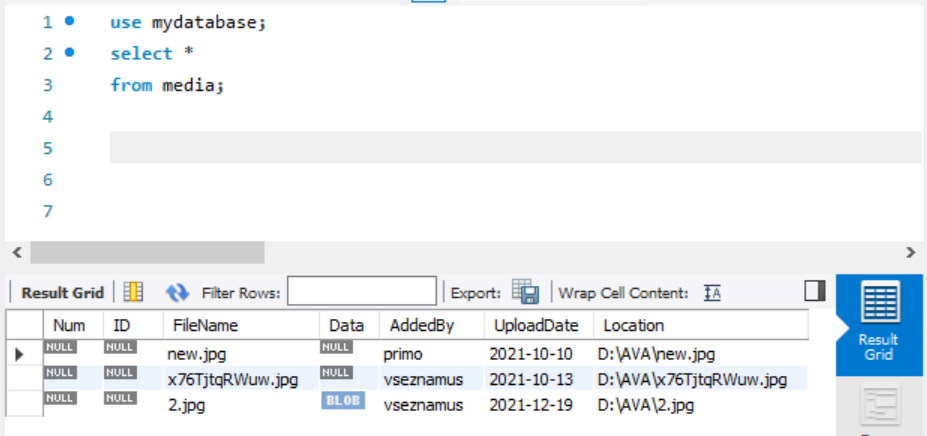 1 use mydatabase;
2 select *
3 from media;
4
5
6
7
Result Grid Filter Rows: Export: Wrap Cell Content: IA
Num ID FileName Data AddedBy UploadDate Location
NULL NULL new.jpg NULL primo 2021-10-10 D:\AVA\new.jpg
NULL NULL x76TjtqRWuw.jpg NULL vseznamus 2021-10-13 D:\AVA\x76TjtqRWuw.jpg
NULL NULL 2.jpg BLOB vseznamus 2021-12-19 D:\AVA\2.jpg
Result
Grid